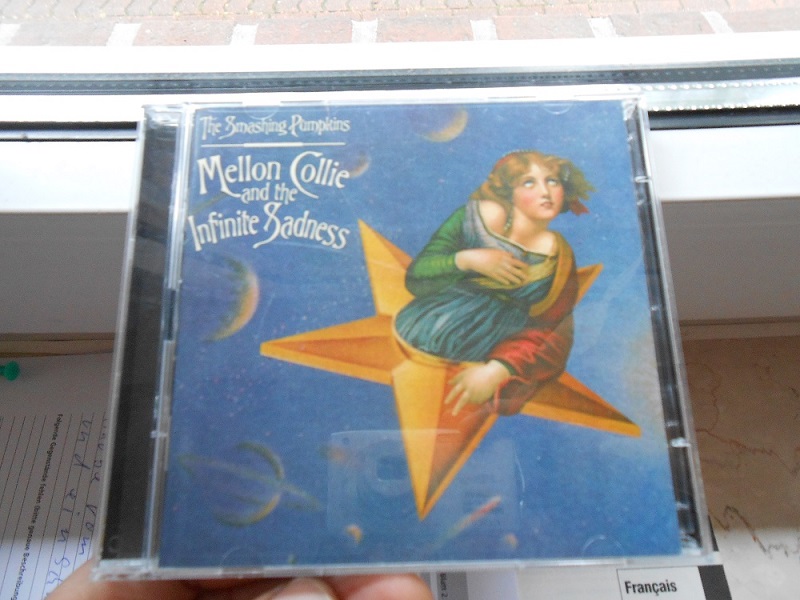 The Smashing Pumpkins
Mellon Collie
and the
Infinite Sadness
Français